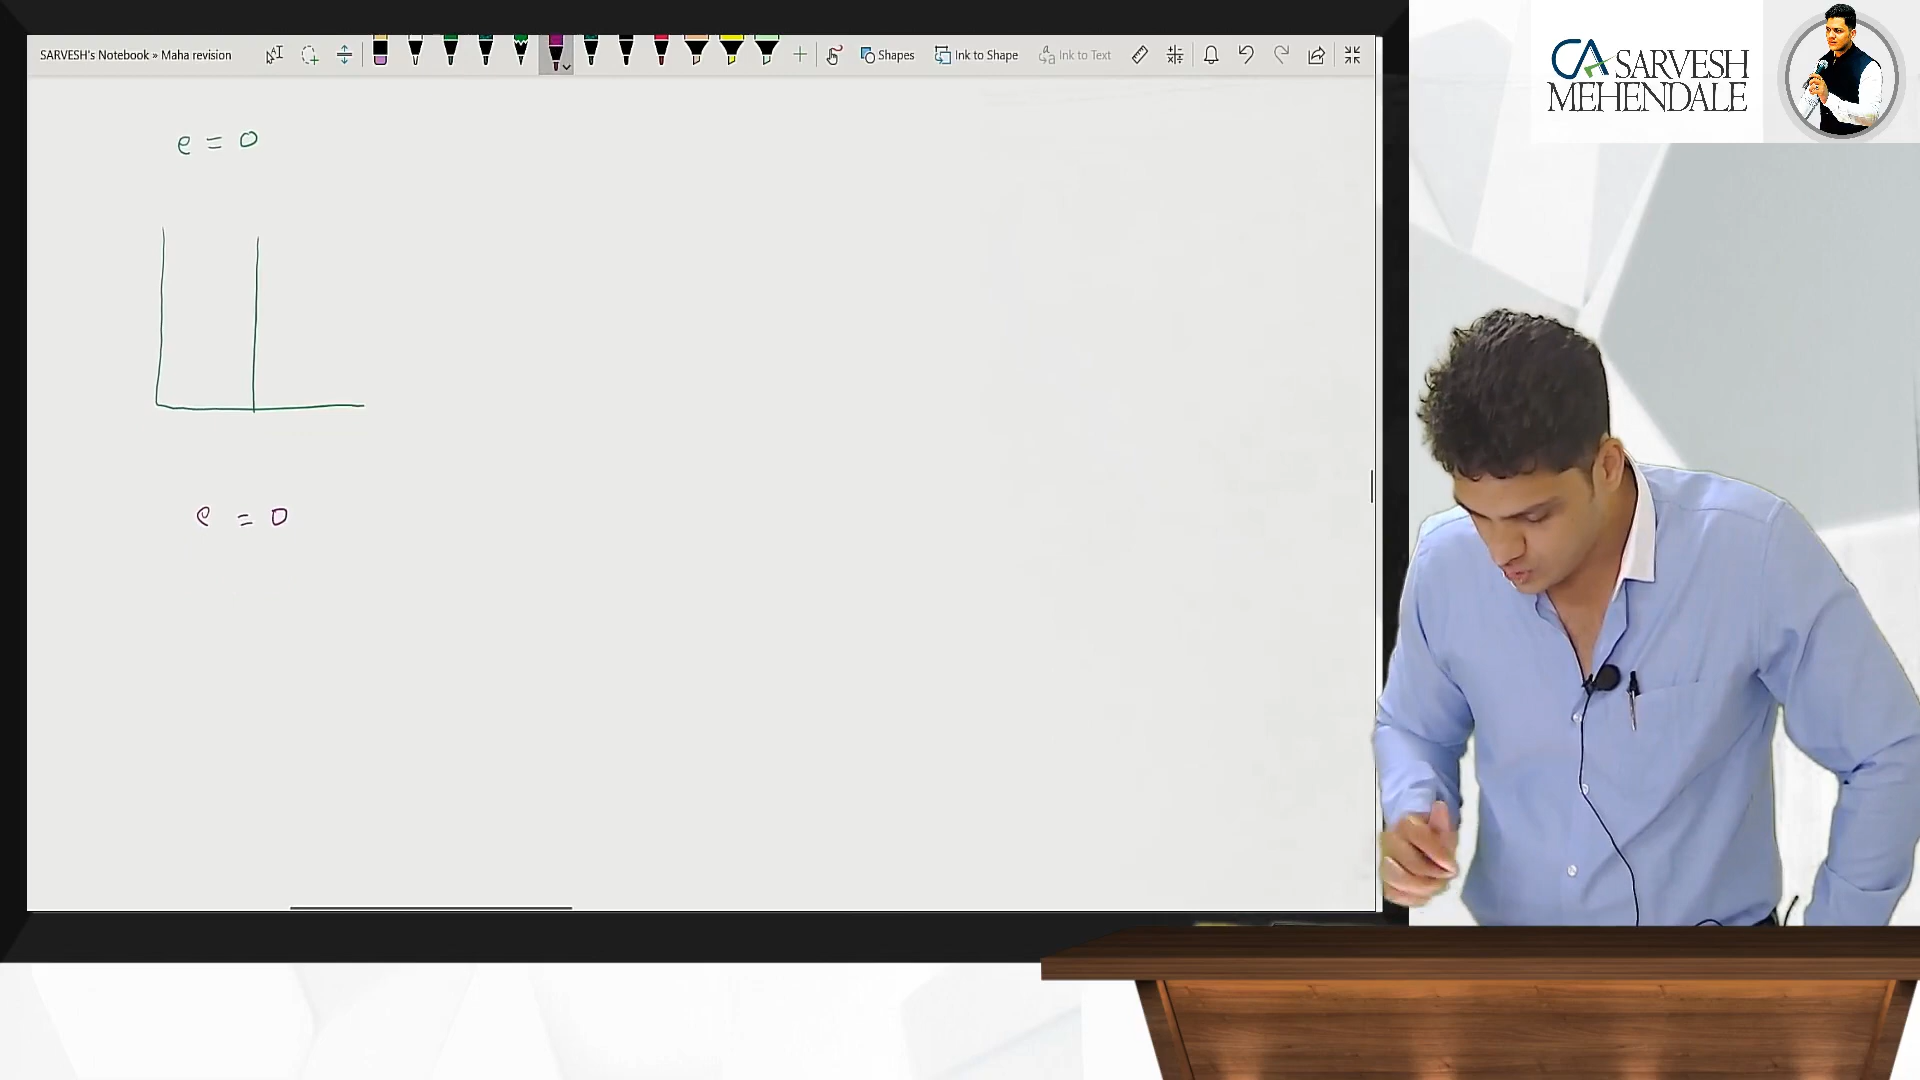 SARVESH's Notebook » Maha revision
Shapes
Ink to Shape
Ink to Text
CA SARVESH
MEHENDALE
e = 0
e = 0